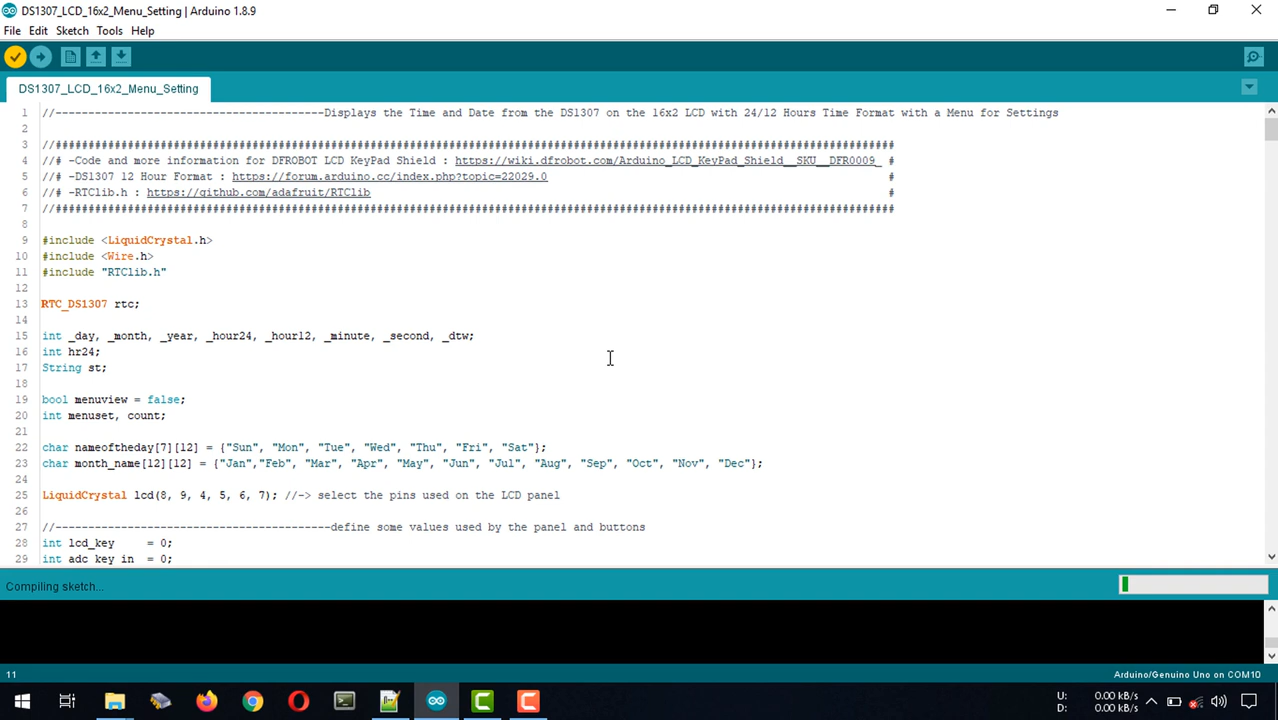 DS1307_LCD_16x2_Menu_Setting | Arduino 1.8.9
File Edit Sketch Tools Help
DS1307_LCD_16x2_Menu_Setting
1 //-----------------------------------------Displays the Time and Date from the DS1307 on the 16x2 LCD with 24/12 Hours Time Format with a Menu for Settings
2
3 //################################################################################################################################
4 //# -Code and more information for DFROBOT LCD KeyPad Shield : https://wiki.dfrobot.com/Arduino_LCD_KeyPad_Shield__SKU__DFR0009_ #
5 //# -DS1307 12 Hour Format : https://forum.arduino.cc/index.php?topic=22029.0 #
6 //# -RTClib.h : https://github.com/adafruit/RTClib #
7 //################################################################################################################################
8
9 #include <LiquidCrystal.h>
10 #include <Wire.h>
11 #include "RTClib.h"
12
13 RTC_DS1307 rtc;
14
15 int _day, _month, _year, _hour24, _hour12, _minute, _second, _dtw;
16 int hr24;
17 String st;
18
19 bool menuview = false;
20 int menuset, count;
21
22 char nameoftheday[7][12] = {"Sun", "Mon", "Tue", "Wed", "Thu", "Fri", "Sat"};
23 char month_name[12][12] = {"Jan","Feb", "Mar", "Apr", "May", "Jun", "Jul", "Aug", "Sep", "Oct", "Nov", "Dec"};
24
25 LiquidCrystal lcd(8, 9, 4, 5, 6, 7); //-> select the pins used on the LCD panel
26
27 //------------------------------------------define some values used by the panel and buttons
28 int lcd_key = 0;
29 int adc_key_in = 0;
Compiling sketch...
11 Arduino/Genuino Uno on COM10
U: 0.00 kB/s
D: 0.00 kB/s